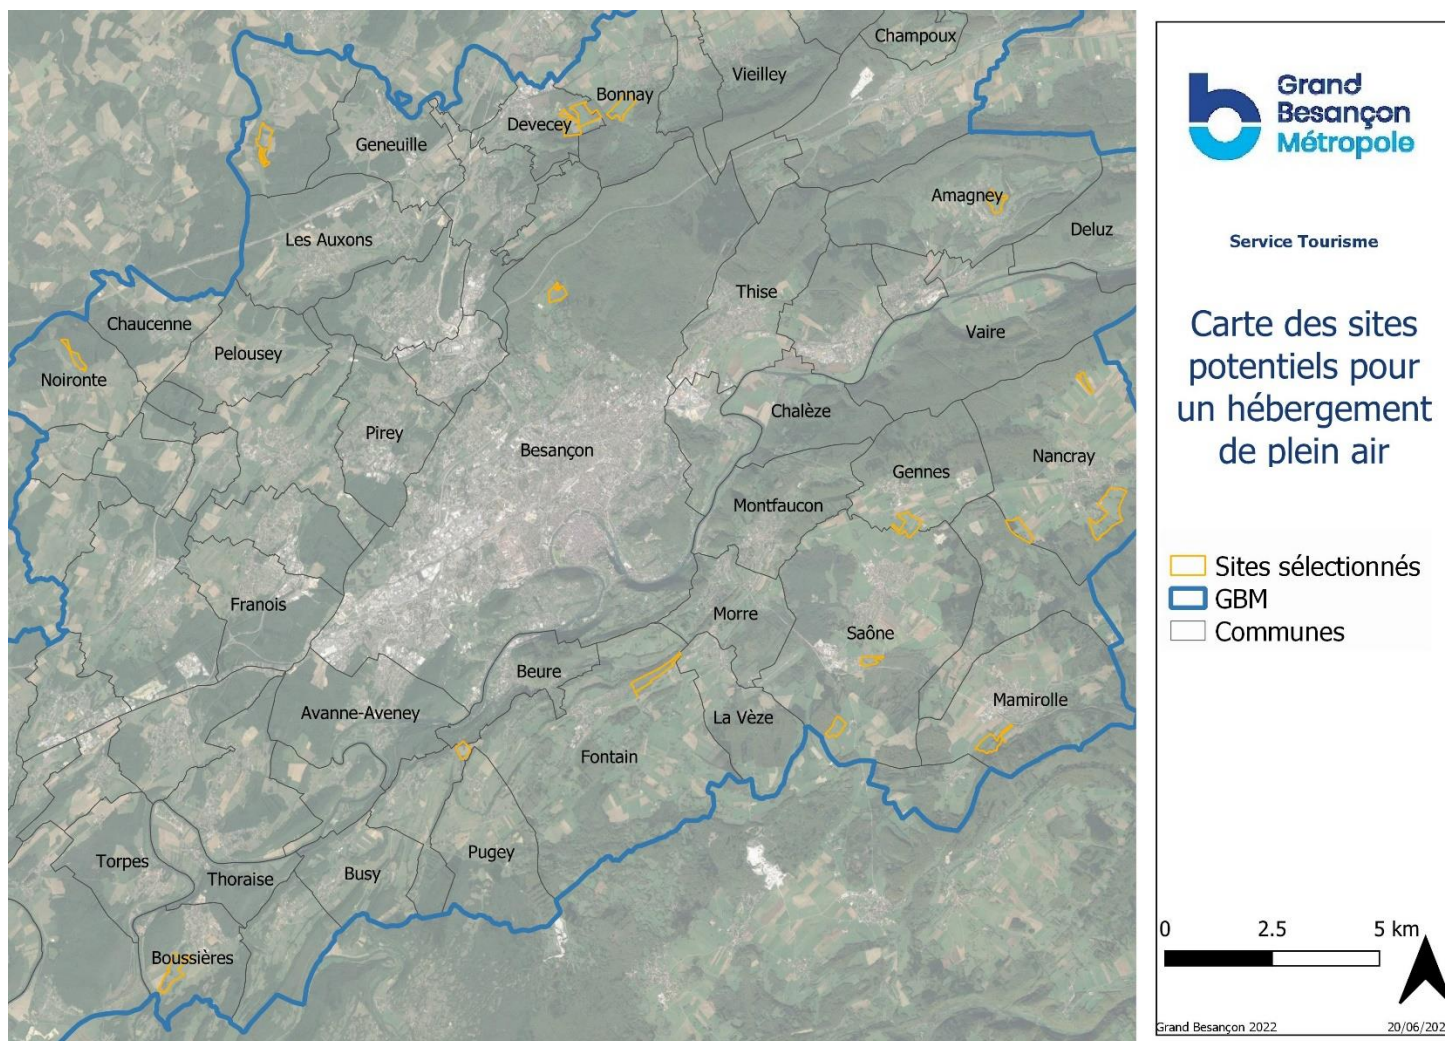 Champoux
Vieilley
Bonnay
Devecey
Geneuille
Amagney
Deluz
Les Auxons
Thise
Chaucenne
Vaire
Pelousey
Noironte
Chalèze
Pirey
Besançon
Nancray
Gennes
Montfaucon
Franois
Morre
Saône
Beure
Mamirolle
Avanne-Aveney
La Vèze
Fontain
Torpes
Thoraise
Busy
Pugey
Boussières
Grand
Besançon
Métropole
Service Tourisme
Carte des sites
potentiels pour
un hébergement
de plein air
Sites sélectionnés
GBM
Communes
0 2.5 5 km
Grand Besançon 2022 20/06/202